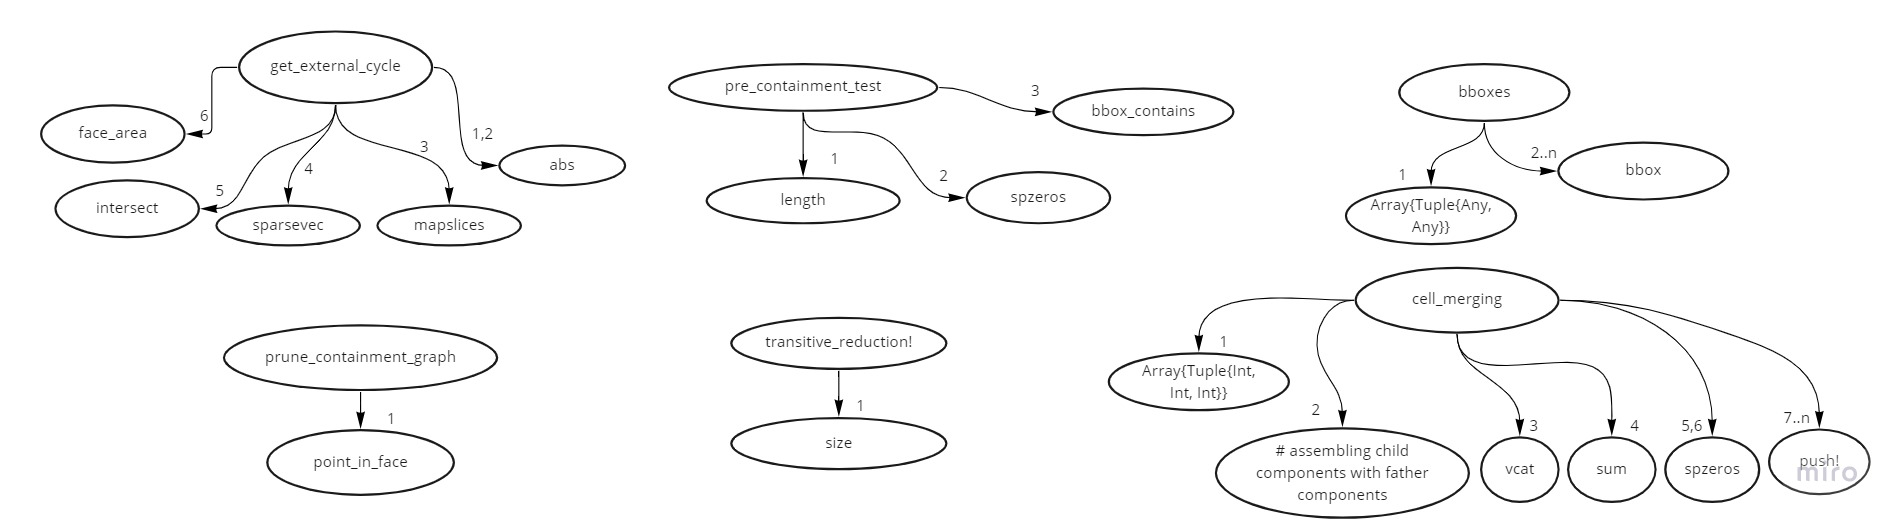 get_external_cycle
6
face_area
1,2
abs
3
4
5
intersect
sparsevec
mapslices
pre_containment_test
3
bbox_contains
1
2
length
spzeros
bboxes
2..n
bbox
1
Array{Tuple{Any,
Any}}
prune_containment_graph
1
point_in_face
transitive_reduction!
1
size
cell_merging
1
Array{Tuple{Int,
Int, Int}}
2
# assembling child
components with father
components
3
vcat
4
sum
5,6
spzeros
7..n
push!
miro